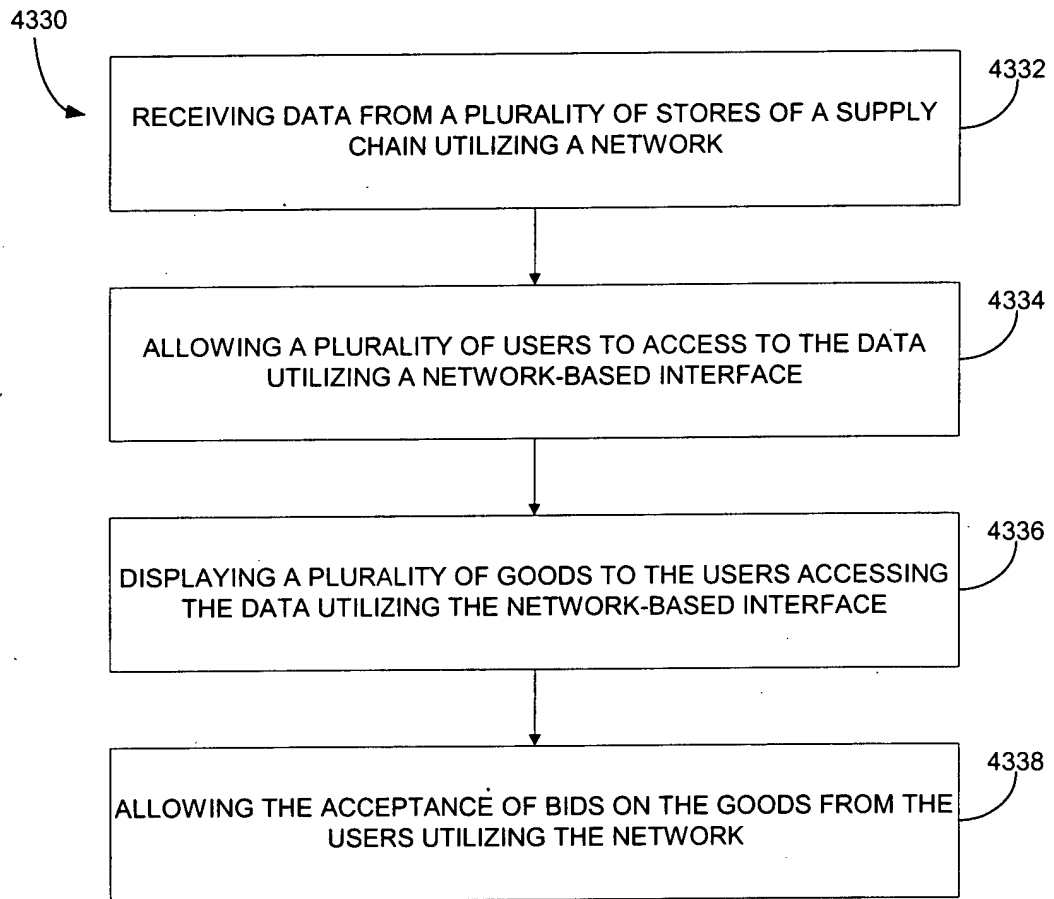 4330
4332
RECEIVING DATA FROM A PLURALITY OF STORES OF A SUPPLY
CHAIN UTILIZING A NETWORK
4334
ALLOWING A PLURALITY OF USERS TO ACCESS TO THE DATA
UTILIZING A NETWORK-BASED INTERFACE
4336
DISPLAYING A PLURALITY OF GOODS TO THE USERS ACCESSING
THE DATA UTILIZING THE NETWORK-BASED INTERFACE
4338
ALLOWING THE ACCEPTANCE OF BIDS ON THE GOODS FROM THE
USERS UTILIZING THE NETWORK